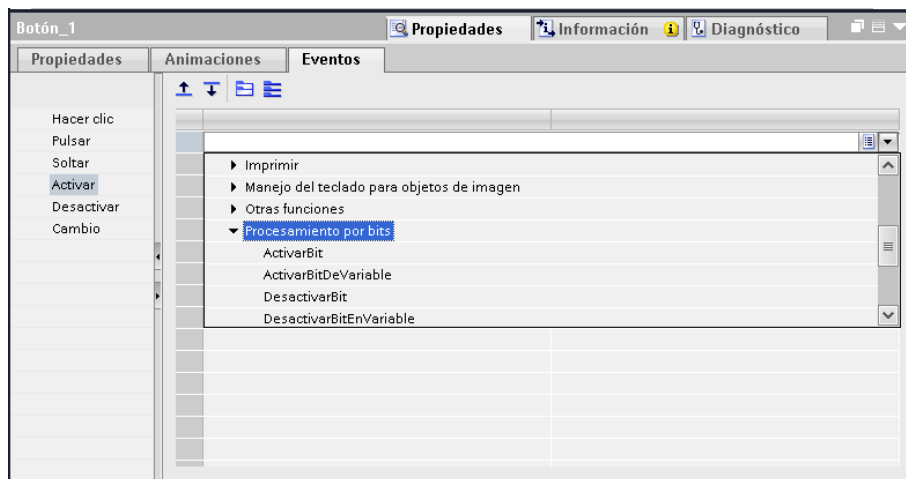 Botón_1
Propiedades Información Diagnóstico
Propiedades Animaciones Eventos
Hacer clic
Pulsar
Soltar
Activar
Desactivar
Cambio
Imprimir
Manejo del teclado para objetos de imagen
Otras funciones
Procesamiento por bits
ActivarBit
ActivarBitDeVariable
DesactivarBit
DesactivarBitEnVariable